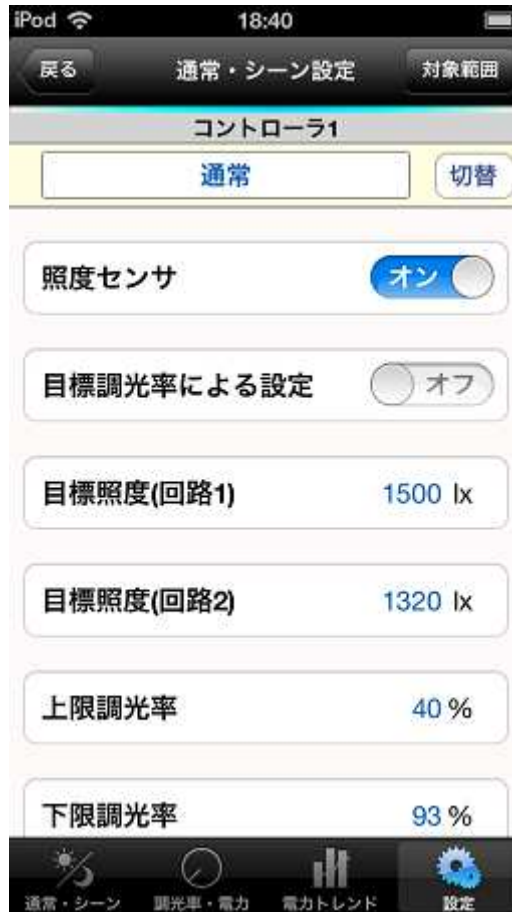 iPod 18:40
戻る 通常・シーン設定 対象範囲
コントローラ1
通常 切替
照度センサ オン
目標調光率による設定 オフ
目標照度(回路1) 1500 lx
目標照度(回路2) 1320 lx
上限調光率 40 %
下限調光率 93 %
通常・シーン 調光率・電力 電力トレンド 設定